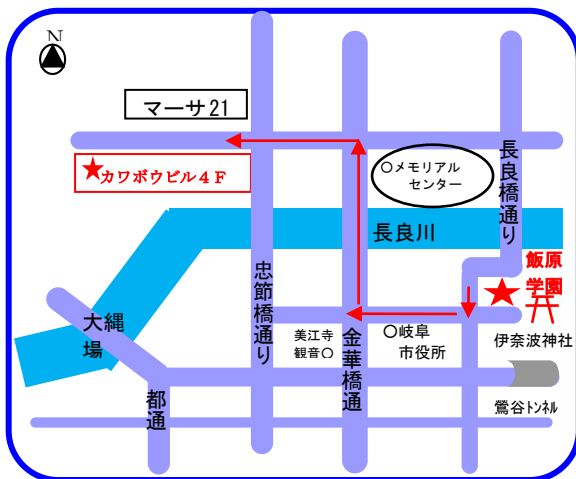 N
マーサ21
★カワボウビル4F
○メモリアル
センター
長良橋通り
長良川
飯原
学園
忠節橋通り
大縄
場
美江寺
観音○
金華橋通
○岐阜
市役所
伊奈波神社
都通
鶯谷トンネル